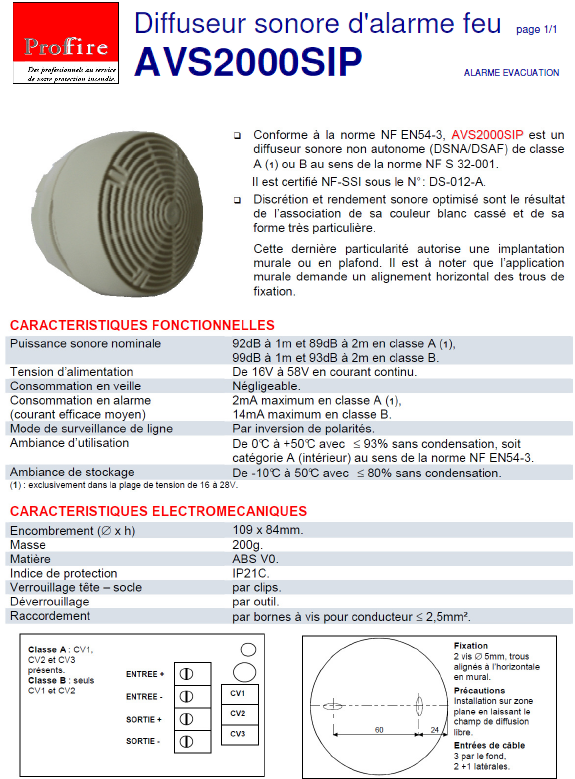 Profire
Des professionnels au service
de votre protection incendie.
Diffuseur sonore d'alarme feu
page 1/1
AVS2000SIP
ALARME EVACUATION
❑ Conforme à la norme NF EN54-3, AVS2000SIP est un
diffuseur sonore non autonome (DSNA/DSAF) de classe
A (1) ou B au sens de la norme NF S 32-001.
Il est certifié NF-SSI sous le N°: DS-012-A.
❑ Discrétion et rendement sonore optimisé sont le résultat
de l'association de sa couleur blanc cassé et de sa
forme très particulière.
Cette dernière particularité autorise une implantation
murale ou en plafond. Il est à noter que l'application
murale demande un alignement horizontal des trous de
fixation.
CARACTERISTIQUES FONCTIONNELLES
Puissance sonore nominale 92dB à 1m et 89dB à 2m en classe A (1),
99dB à 1m et 93dB à 2m en classe B.
Tension d'alimentation De 16V à 58V en courant continu.
Consommation en veille Négligeable.
Consommation en alarme 2mA maximum en classe A (1),
(courant efficace moyen) 14mA maximum en classe B.
Mode de surveillance de ligne Par inversion de polarités.
Ambiance d'utilisation De 0°C à +50°C avec ≤ 93% sans condensation, soit
catégorie A (intérieur) au sens de la norme NF EN54-3.
Ambiance de stockage De -10°C à 50°C avec ≤ 80% sans condensation.
(1) : exclusivement dans la plage de tension de 16 à 28V.
CARACTERISTIQUES ELECTROMECANIQUES
Encombrement (∅ x h) 109 x 84mm.
Masse 200g.
Matière ABS V0.
Indice de protection IP21C.
Verrouillage tête – socle par clips.
Déverrouillage par outil.
Raccordement par bornes à vis pour conducteur ≤ 2,5mm².
Classe A : CV1,
CV2 et CV3
présents.
Classe B : seuls
CV1 et CV2
ENTREE +
ENTREE -
SORTIE +
SORTIE -
CV1
CV2
CV3
60
24
Fixation
2 vis ∅ 5mm, trous
alignés à l'horizontale
en mural.
Précautions
Installation sur zone
plane en laissant le
champ de diffusion
libre.
Entrées de câble
3 par le fond,
2 +1 latérales.